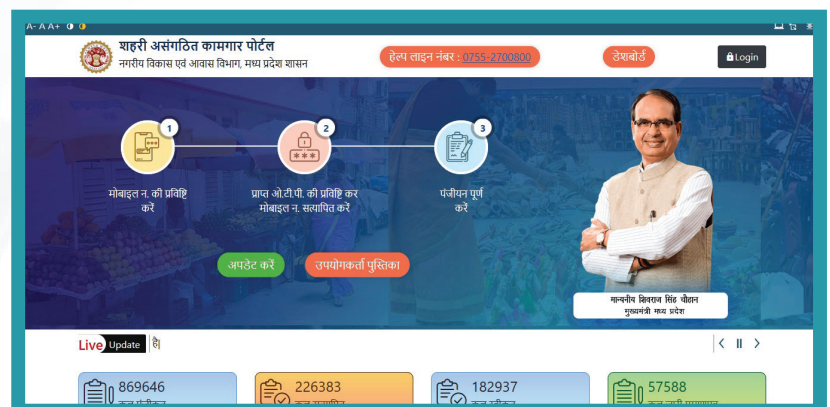 A- A A+
शहरी असंगठित कामगार पोर्टल
नगरीय विकास एवं आवास विभाग, मध्य प्रदेश शासन
हेल्प लाइन नंबर : 0755-2700800
डेशबोर्ड
Login
1
2
3
मोबाइल न. की प्रविष्टि
करें
प्राप्त ओ.टी.पी. की प्रविष्टि कर
मोबाइल न. सत्यापित करें
पंजीयन पूर्ण
करें
अपडेट करें
उपयोगकर्ता पुस्तिका
मान्यनीय शिवराज सिंह चौहान
मुख्यमंत्री मध्य प्रदेश
Live Update है|
869646
226383
182937
57588